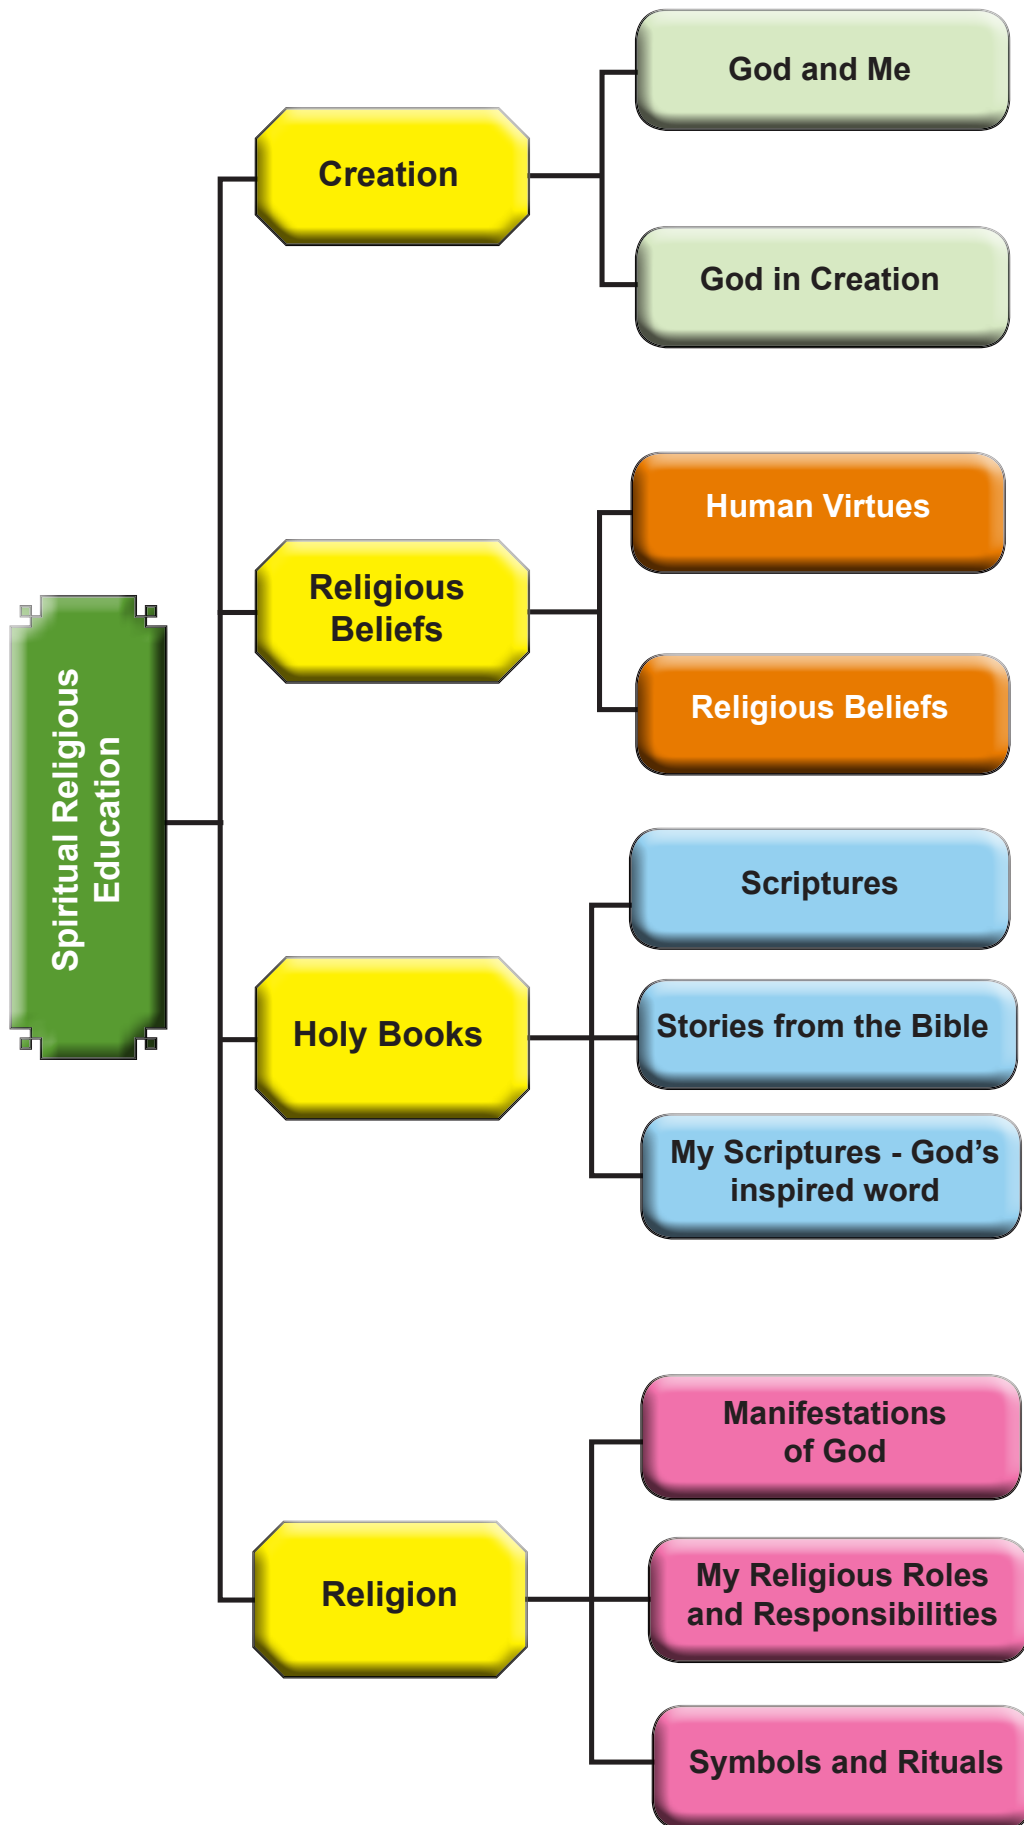 Spiritual Religious
Education
Creation
God and Me
God in Creation
Religious
Beliefs
Human Virtues
Religious Beliefs
Holy Books
Scriptures
Stories from the Bible
My Scriptures - God’s
inspired word
Religion
Manifestations
of God
My Religious Roles
and Responsibilities
Symbols and Rituals